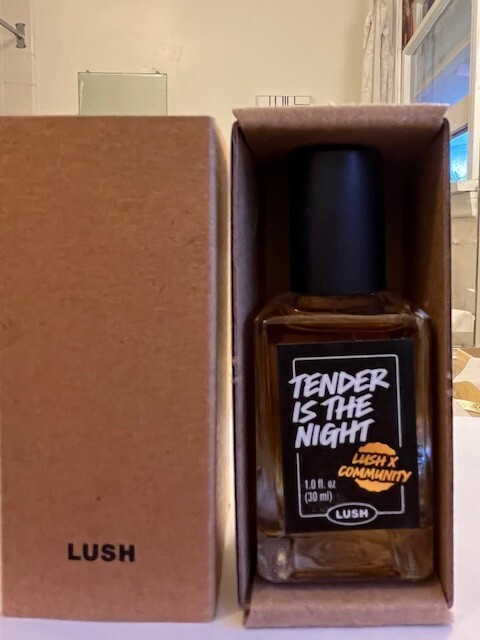 LUSH
TENDER
IS THE
NIGHT
LUSH X
COMMUNITY
1.0 fl. oz
(30 ml)
LUSH